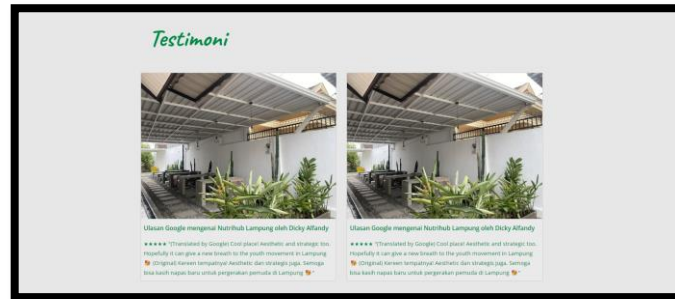 Testimoni
Ulasan Google mengenai Nutrihub Lampung oleh Dicky Alfandy
★★★★★ "(Translated by Google) Cool place! Aesthetic and strategic too.
Hopefully it can give a new breath to the youth movement in Lampung
(Original) Kereen tempatnya! Aesthetic dan strategis juga. Semoga
bisa kasih napas baru untuk pergerakan pemuda di Lampung "
Ulasan Google mengenai Nutrihub Lampung oleh Dicky Alfandy
★★★★★ "(Translated by Google) Cool place! Aesthetic and strategic too.
Hopefully it can give a new breath to the youth movement in Lampung
(Original) Kereen tempatnya! Aesthetic dan strategis juga. Semoga
bisa kasih napas baru untuk pergerakan pemuda di Lampung "